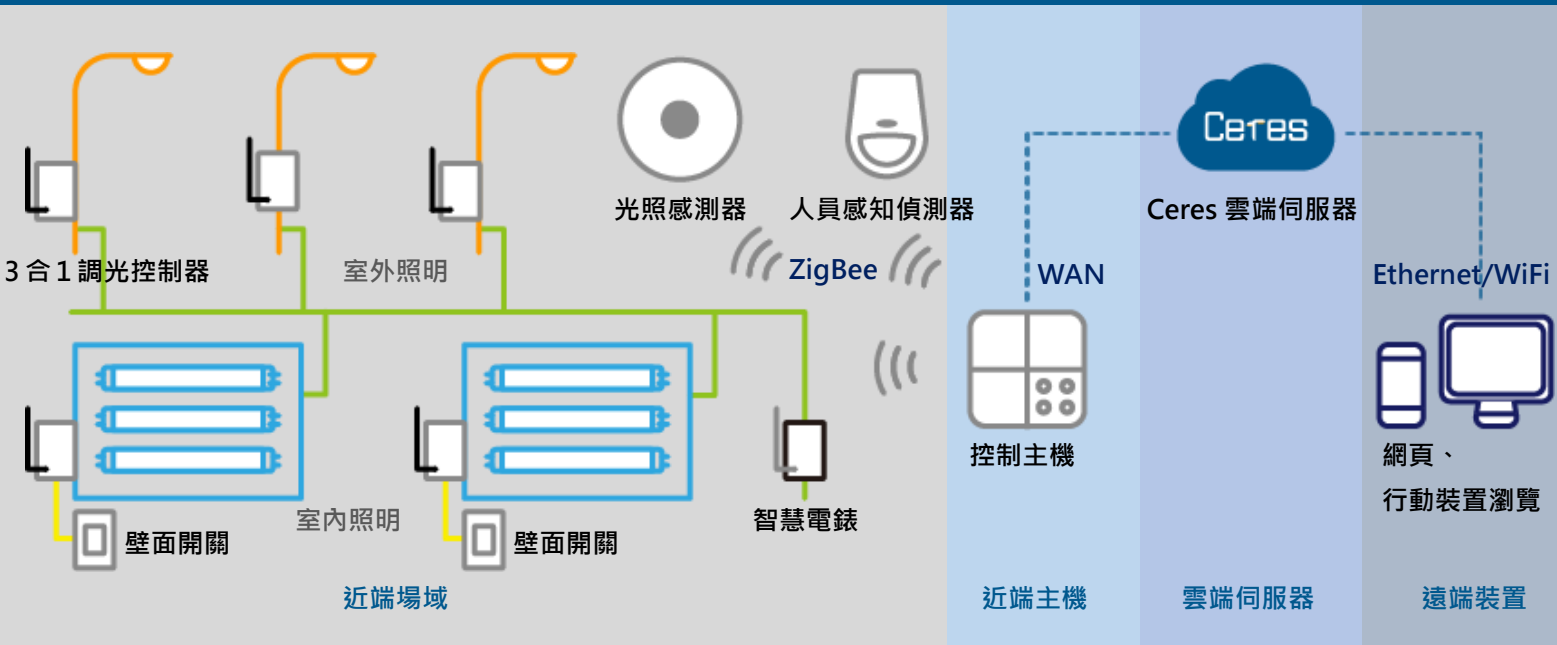 Ceres
光照感測器
人員感知偵測器
Ceres 雲端伺服器
3合1調光控制器
室外照明
ZigBee
WAN
Ethernet/WiFi
控制主機
網頁、
行動裝置瀏覽
室內照明
智慧電錶
壁面開關
壁面開關
近端場域
近端主機
雲端伺服器
遠端裝置